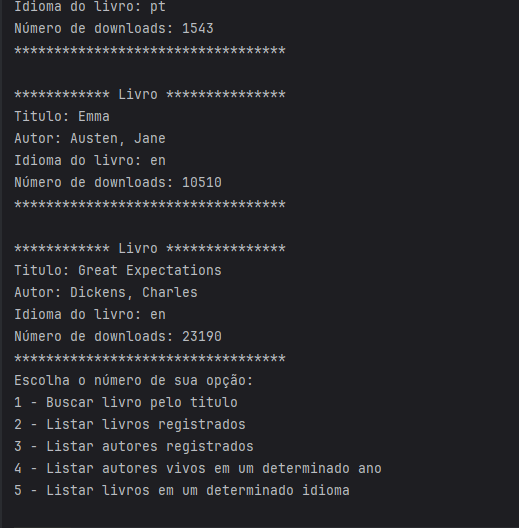 Idioma do livro: pt
Número de downloads: 1543
**********************************
************ Livro ***************
Titulo: Emma
Autor: Austen, Jane
Idioma do livro: en
Número de downloads: 10510
**********************************
************ Livro ***************
Titulo: Great Expectations
Autor: Dickens, Charles
Idioma do livro: en
Número de downloads: 23190
**********************************
Escolha o número de sua opção:
1 - Buscar livro pelo titulo
2 - Listar livros registrados
3 - Listar autores registrados
4 - Listar autores vivos em um determinado ano
5 - Listar livros em um determinado idioma